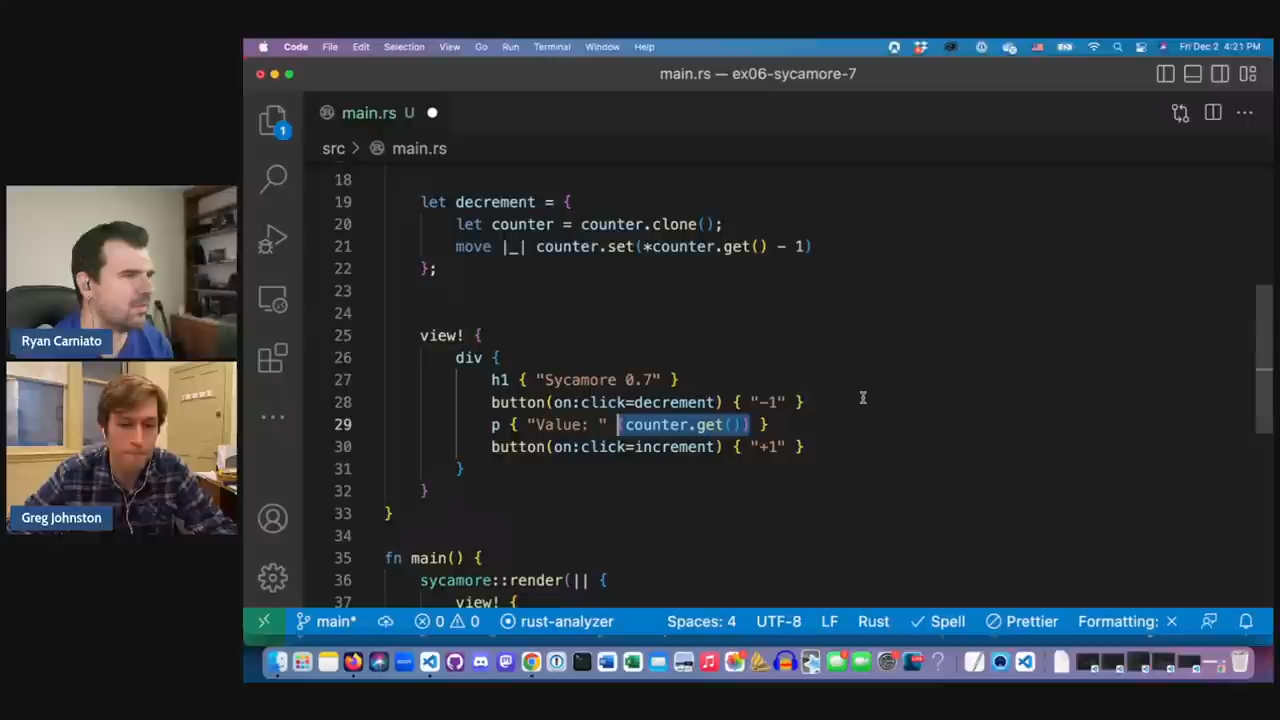 Code File Edit Selection View Go Run Terminal Window Help Fri Dec 2 4:21 PM
main.rs — ex06-sycamore-7
main.rs U
1
src > main.rs
18
19 let decrement = {
20 let counter = counter.clone();
21 move |_| counter.set(*counter.get() - 1)
22 };
23
24
25 view! {
26 div {
27 h1 { "Sycamore 0.7" }
28 button(on:click=decrement) { "-1" }
29 p { "Value: " (counter.get()) }
30 button(on:click=increment) { "+1" }
31 }
32 }
33 }
34
35 fn main() {
36 sycamore::render(|| {
37 view! {
Ryan Carniato
Greg Johnston
main* 0 0 rust-analyzer Spaces: 4 UTF-8 LF Rust Spell Prettier Formatting: ×